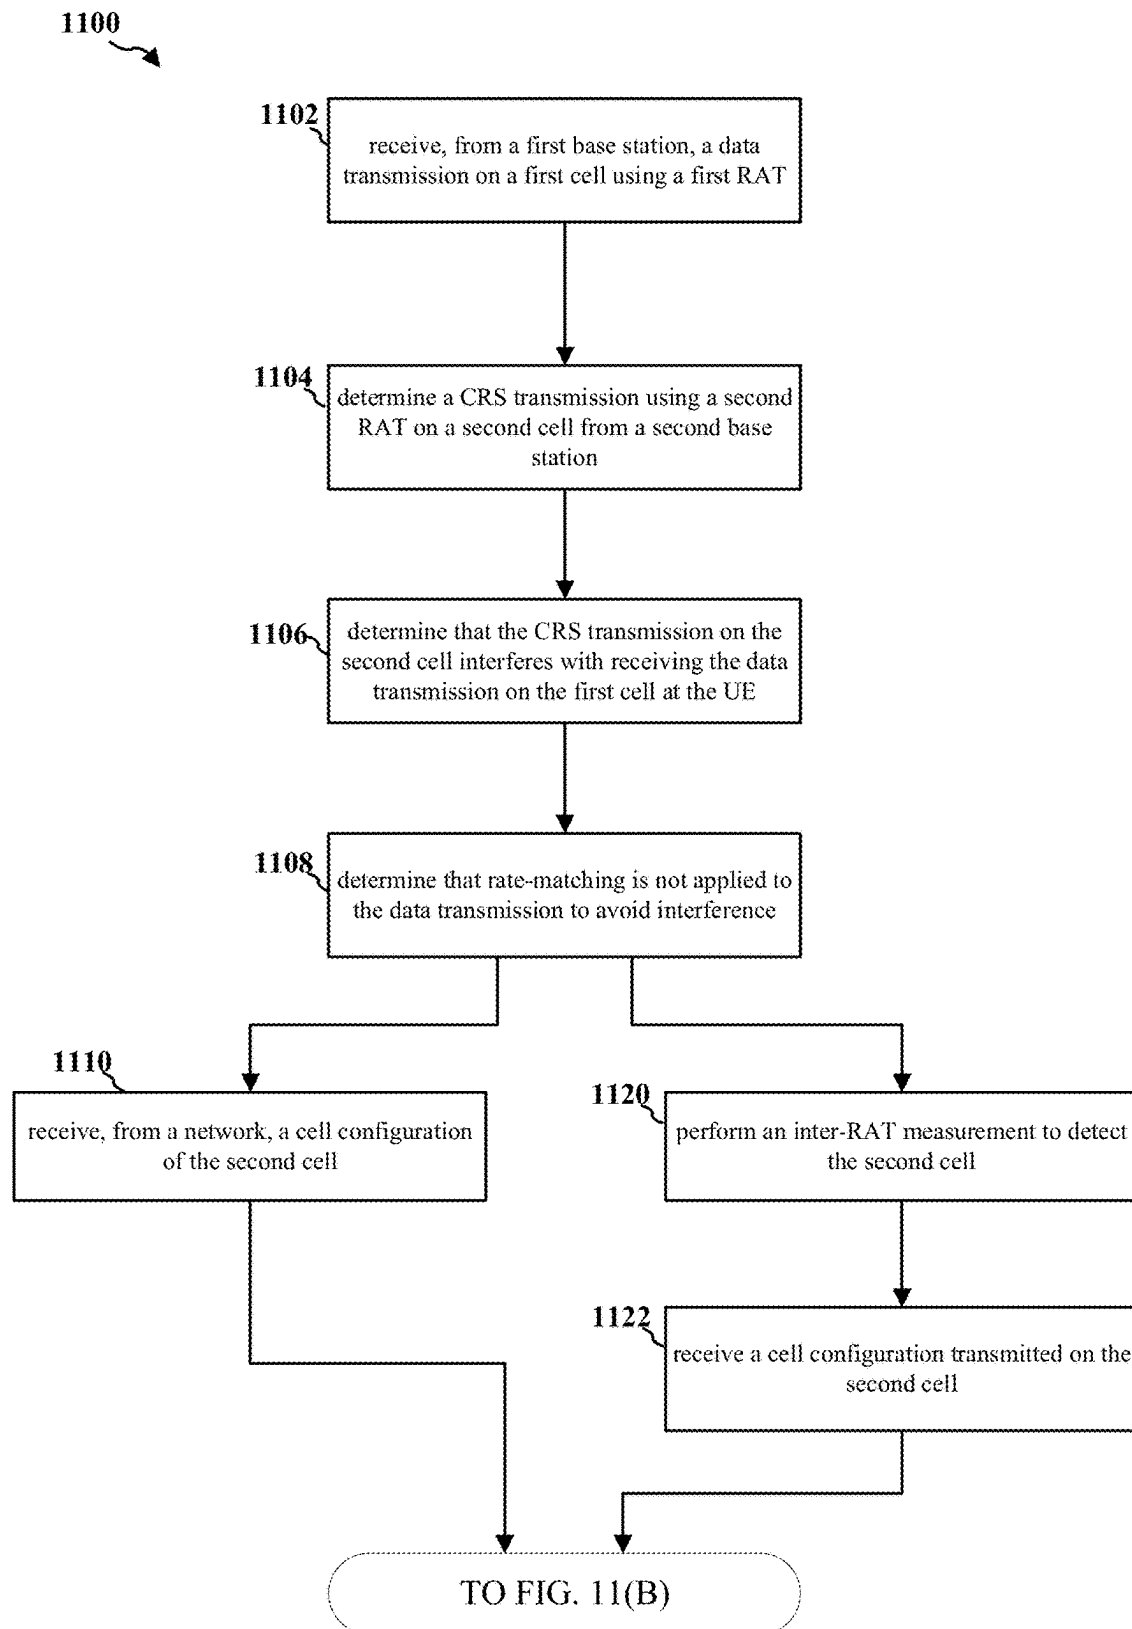 1100
1102
receive, from a first base station, a data
transmission on a first cell using a first RAT
1104
determine a CRS transmission using a second
RAT on a second cell from a second base
station
1106
determine that the CRS transmission on the
second cell interferes with receiving the data
transmission on the first cell at the UE
1108
determine that rate-matching is not applied to
the data transmission to avoid interference
1110
receive, from a network, a cell configuration
of the second cell
1120
perform an inter-RAT measurement to detect
the second cell
1122
receive a cell configuration transmitted on the
second cell
TO FIG. 11(B)